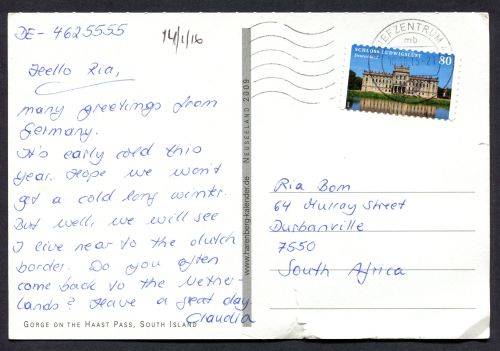 DE-4625555
14/1/16
Hello Ria,
many greetings from
Germany.
It's early cold this
year. Hope we won't
get a cold long winter.
But well, we will see
I live near to the dutch
border. Do you often
come back to the Nether-
lands? Have a great day
Claudia
GORGE ON THE HAAST PASS, SOUTH ISLAND
www.harenberg-kalender.de
NEUSEELAND 2009
BRIEFZENTRUM
mb
SCHLOSS LUDWIGSLUST
80
Ria Bom
64 Murray Street
Durbanville
7550
South Africa